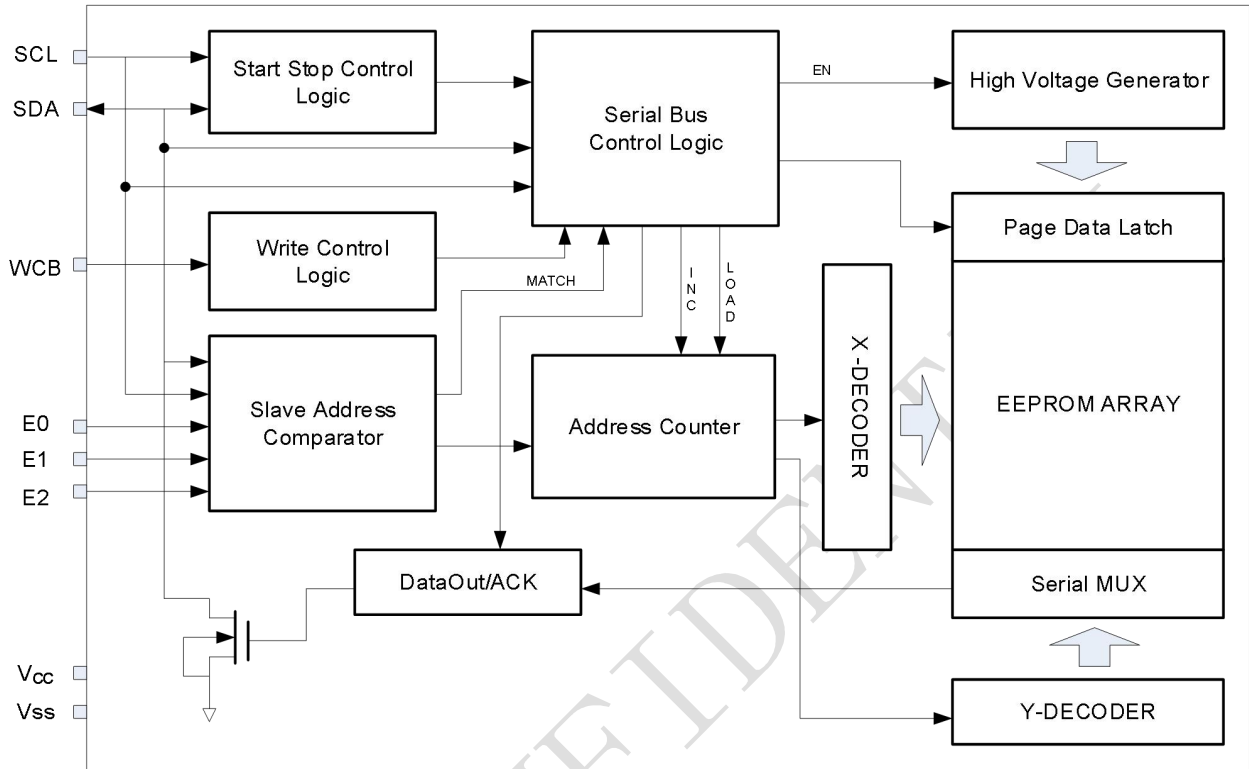 SCL
SDA
WCB
E0
E1
E2
Vcc
Vss
Start Stop Control
Logic
Write Control
Logic
Slave Address
Comparator
MATCH
Serial Bus
Control Logic
EN
INC
LOAD
Address Counter
DataOut/ACK
X-DECODER
High Voltage Generator
Page Data Latch
EEPROM ARRAY
Serial MUX
Y-DECODER